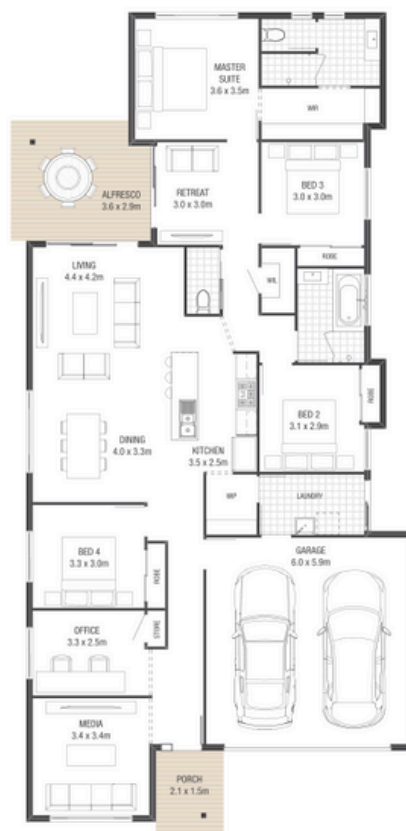 MASTER
SUITE
3.6 x 3.5m
WIR
ALFRESCO
3.6 x 2.9m
RETREAT
3.0 x 3.0m
BED 3
3.0 x 3.0m
ROBE
LIVING
4.4 x 4.2m
WIL
BED 2
3.1 x 2.9m
ROBE
DINING
4.0 x 3.3m
KITCHEN
3.5 x 2.5m
WIP
LAUNDRY
BED 4
3.3 x 3.0m
ROBE
GARAGE
6.0 x 5.9m
OFFICE
3.3 x 2.5m
STORE
MEDIA
3.4 x 3.4m
PORCH
2.1 x 1.5m